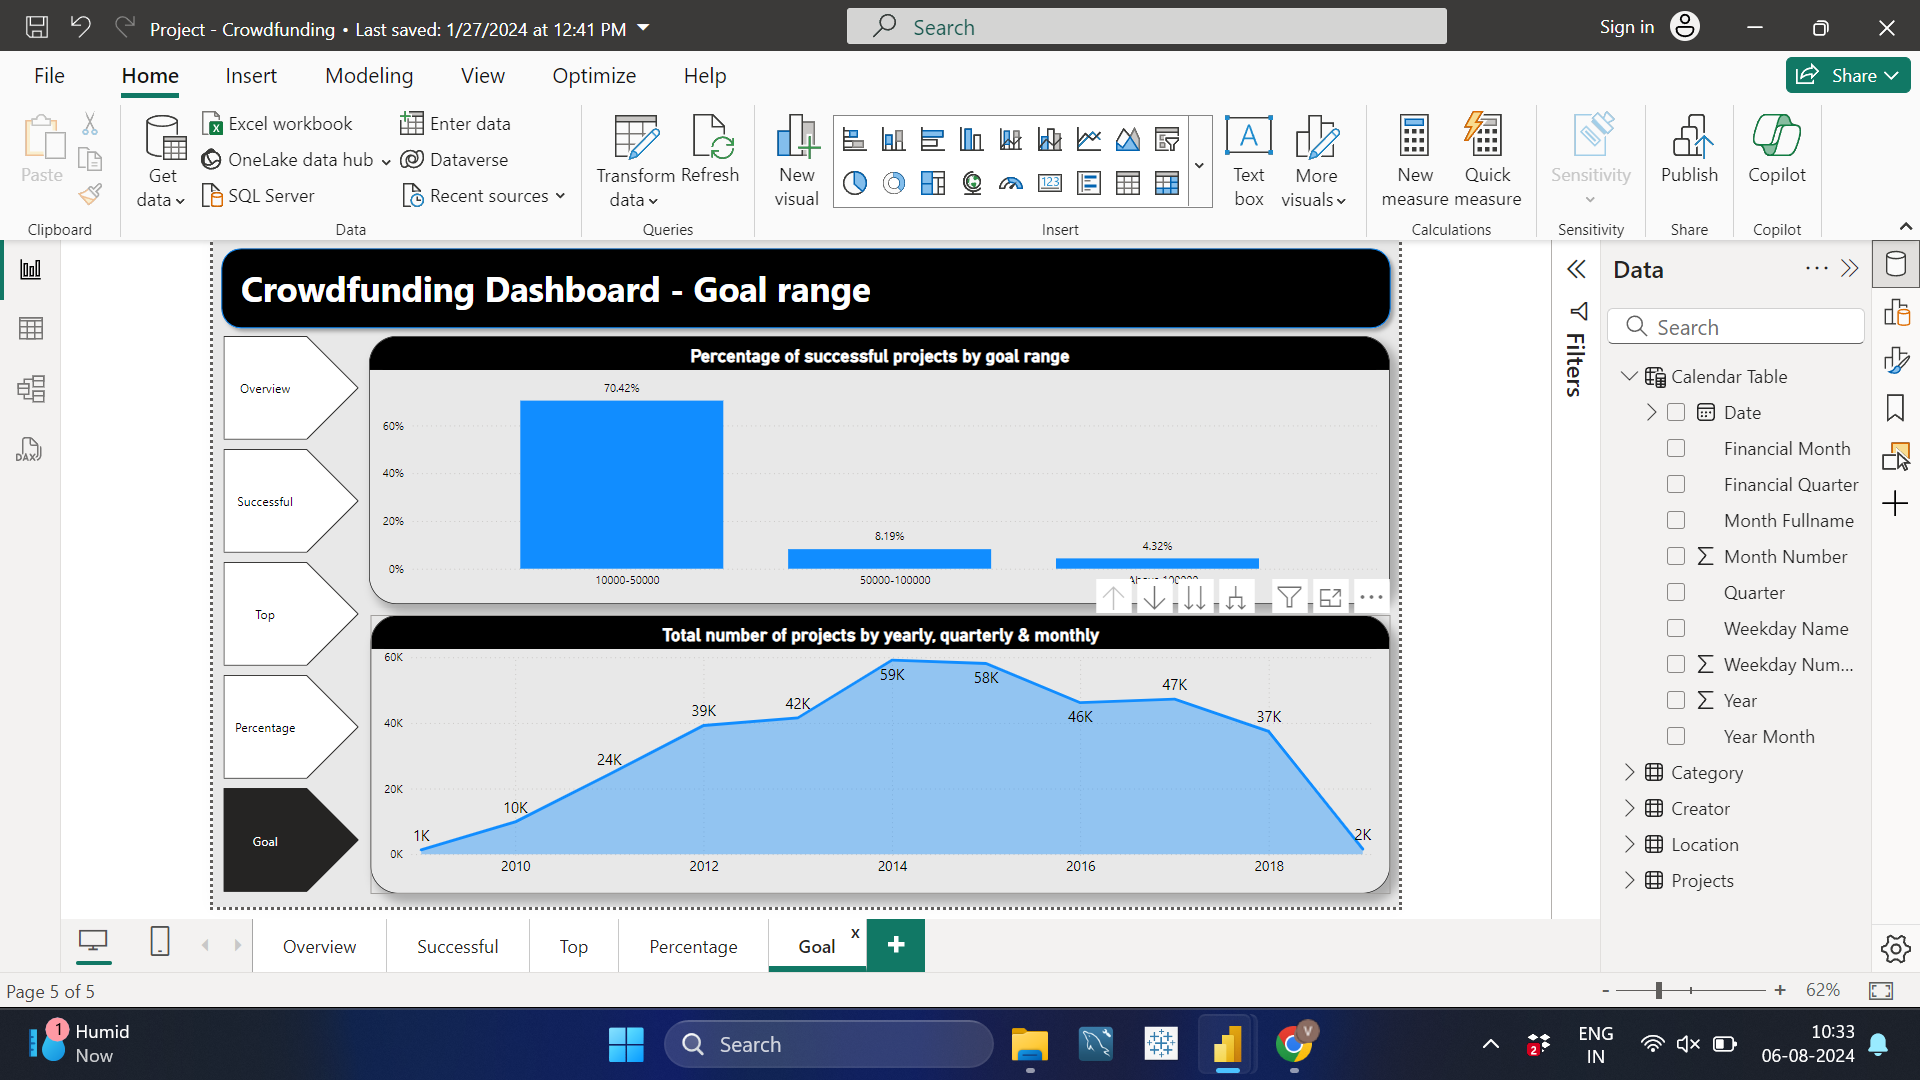 Project - Crowdfunding • Last saved: 1/27/2024 at 12:41 PM
Search
Sign in
File
Home
Insert
Modeling
View
Optimize
Help
Share
Paste
Clipboard
Get data
Excel workbook
OneLake data hub
SQL Server
Enter data
Dataverse
Recent sources
Data
Transform data
Refresh
Queries
New visual
123
Insert
A
Text box
More visuals
New measure
Quick measure
Calculations
Sensitivity
Sensitivity
Publish
Share
Copilot
Copilot
DAX
Crowdfunding Dashboard - Goal range
Overview
Successful
Top
Percentage
Goal
Percentage of successful projects by goal range
60%
40%
20%
0%
70.42%
8.19%
4.32%
10000-50000
50000-100000
Above 100000
Total number of projects by yearly, quarterly & monthly
60K
40K
20K
0K
1K
10K
24K
39K
42K
59K
58K
46K
47K
37K
2K
2010
2012
2014
2016
2018
Filters
Data
Search
Calendar Table
Date
Financial Month
Financial Quarter
Month Fullname
Month Number
Quarter
Weekday Name
Weekday Num...
Year
Year Month
Category
Creator
Location
Projects
Overview
Successful
Top
Percentage
Goal
x
Page 5 of 5
62%
1
Humid
Now
Search
V
2
ENG
IN
10:33
06-08-2024